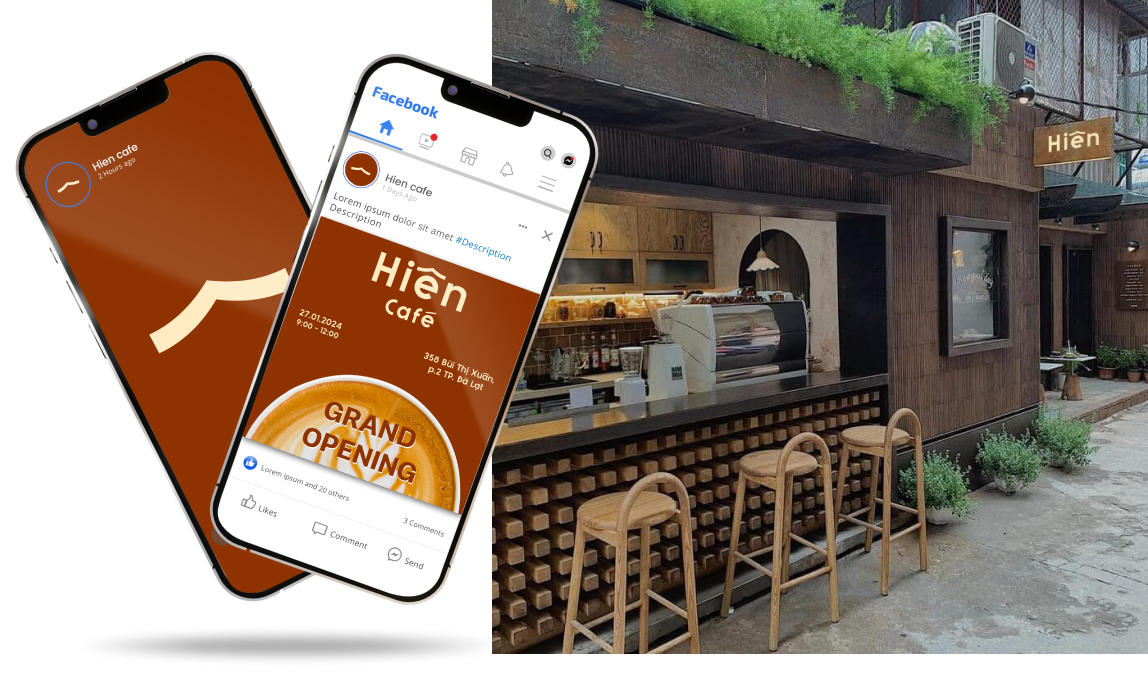 Hien cafe
2 Hours ago
Facebook
Hien cafe
1 Days Ago
Lorem ipsum dolor sit amet #Description
Description
Hiên
Café
27.01.2024
9:00 - 12:00
358 Bùi Thị Xuân,
p.2 TP. Đà Lạt
GRAND
OPENING
Lorem ipsum and 20 others
3 Comments
Likes
Comment
Send
Hiên